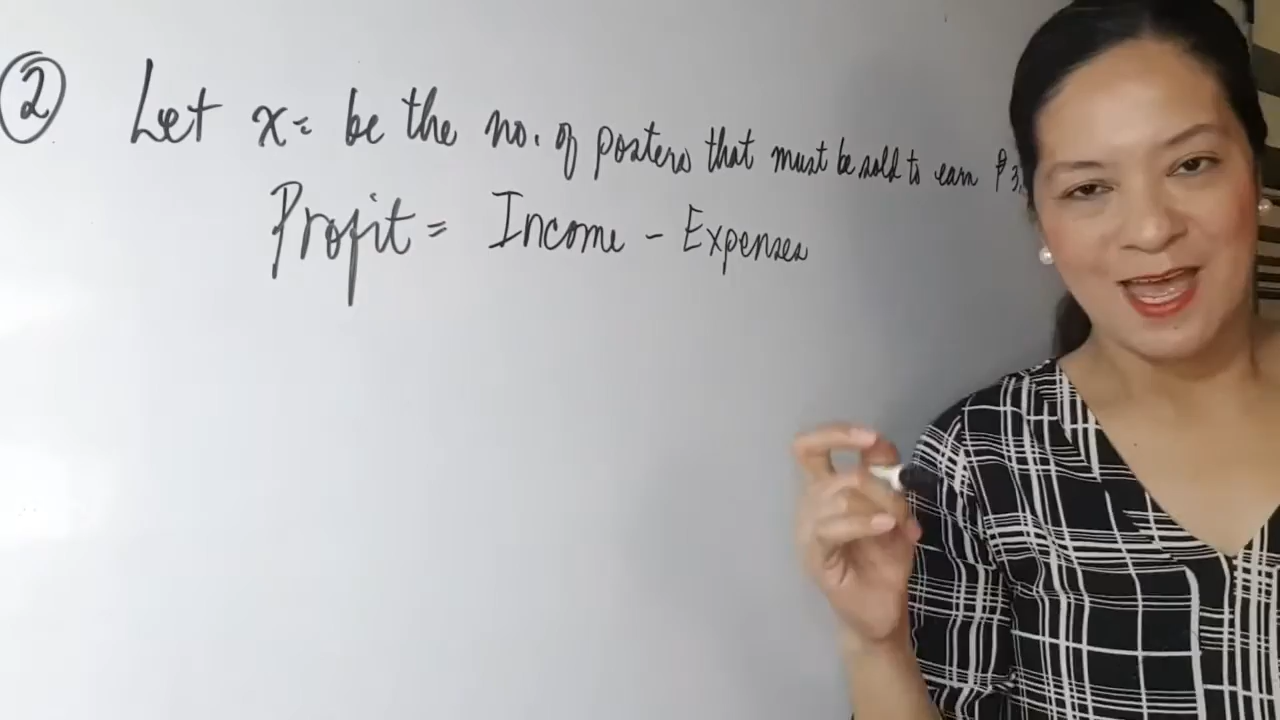 ② Let x = be the no. of posters that must be sold to earn ₱3,
Profit = Income - Expenses